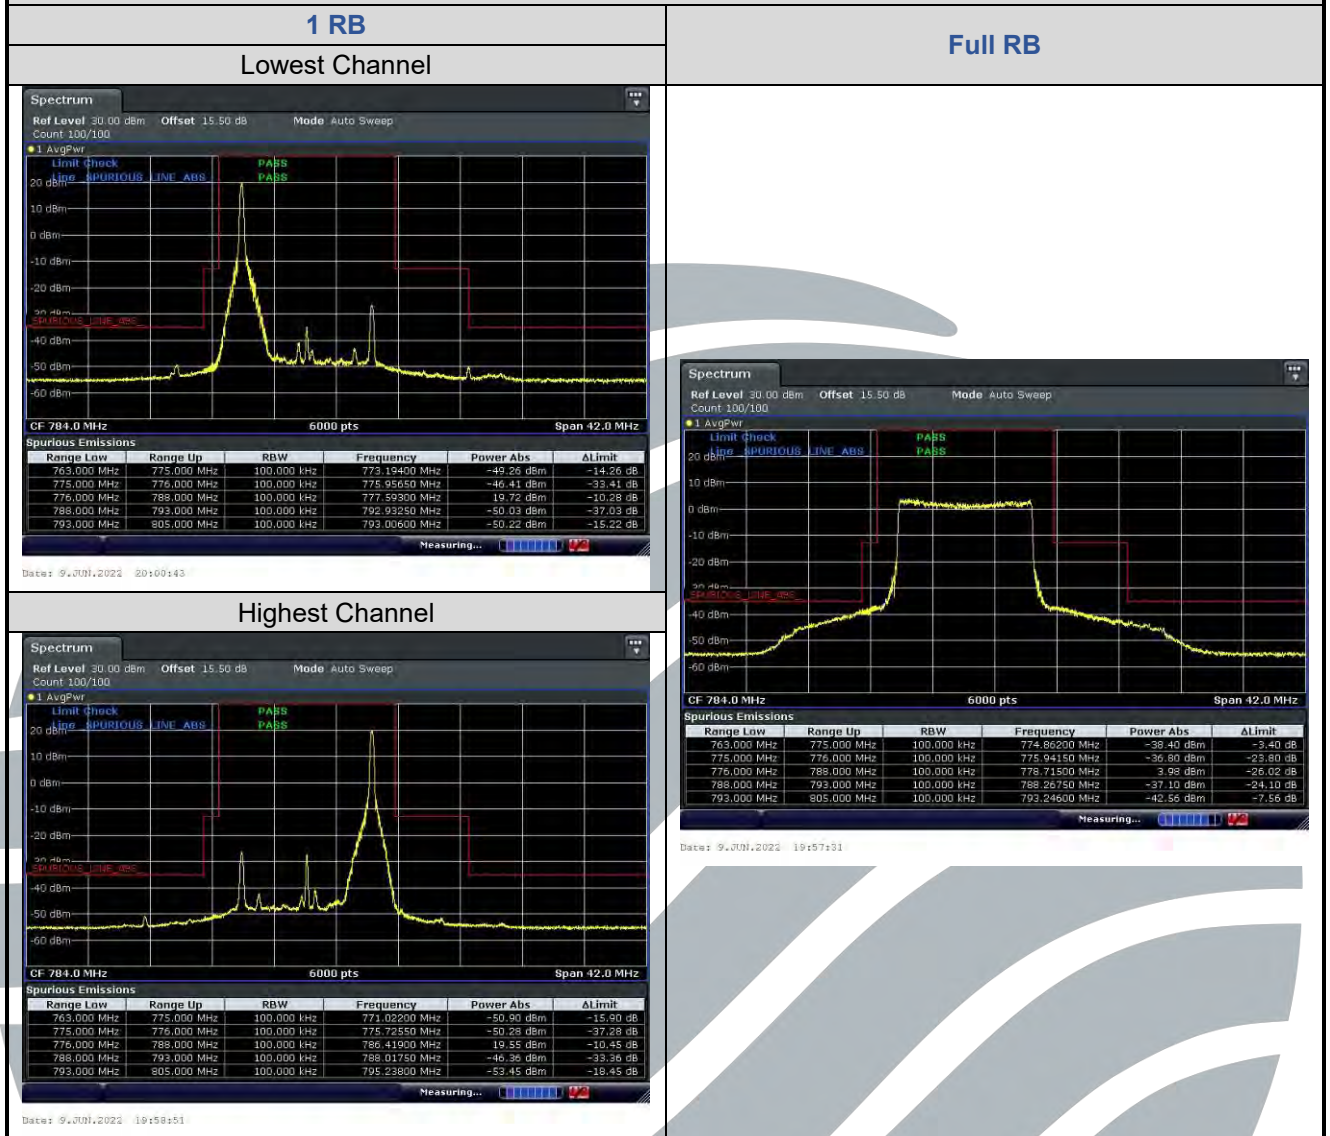 1 RB
Full RB
Lowest Channel
Spectrum
Ref Level 30.00 dBm Offset 15.50 dB Mode Auto Sweep
Count 100/100
1 AvgPwr
Limit Check PASS
Line _SPURIOUS_LINE_ABS_ PASS
20 dBm
10 dBm
0 dBm
-10 dBm
-20 dBm
-30 dBm
_SPURIOUS_LINE_ABS_
-40 dBm
-50 dBm
-60 dBm
CF 784.0 MHz 6000 pts Span 42.0 MHz
Spurious Emissions
Range Low Range Up RBW Frequency Power Abs ΔLimit
763.000 MHz 775.000 MHz 100.000 kHz 773.19400 MHz -49.26 dBm -14.26 dB
775.000 MHz 776.000 MHz 100.000 kHz 775.95650 MHz -46.41 dBm -33.41 dB
776.000 MHz 788.000 MHz 100.000 kHz 777.59300 MHz 19.72 dBm -10.28 dB
788.000 MHz 793.000 MHz 100.000 kHz 792.93250 MHz -50.03 dBm -37.03 dB
793.000 MHz 805.000 MHz 100.000 kHz 793.00600 MHz -50.22 dBm -15.22 dB
Measuring...
Date: 9.JUN.2022 20:00:43
Highest Channel
Spectrum
Ref Level 30.00 dBm Offset 15.50 dB Mode Auto Sweep
Count 100/100
1 AvgPwr
Limit Check PASS
Line _SPURIOUS_LINE_ABS_ PASS
20 dBm
10 dBm
0 dBm
-10 dBm
-20 dBm
-30 dBm
_SPURIOUS_LINE_ABS_
-40 dBm
-50 dBm
-60 dBm
CF 784.0 MHz 6000 pts Span 42.0 MHz
Spurious Emissions
Range Low Range Up RBW Frequency Power Abs ΔLimit
763.000 MHz 775.000 MHz 100.000 kHz 771.02200 MHz -50.90 dBm -15.90 dB
775.000 MHz 776.000 MHz 100.000 kHz 775.72550 MHz -50.28 dBm -37.28 dB
776.000 MHz 788.000 MHz 100.000 kHz 786.41900 MHz 19.55 dBm -10.45 dB
788.000 MHz 793.000 MHz 100.000 kHz 788.01750 MHz -46.36 dBm -33.36 dB
793.000 MHz 805.000 MHz 100.000 kHz 795.23800 MHz -53.45 dBm -18.45 dB
Measuring...
Date: 9.JUN.2022 19:58:51
Spectrum
Ref Level 30.00 dBm Offset 15.50 dB Mode Auto Sweep
Count 100/100
1 AvgPwr
Limit Check PASS
Line _SPURIOUS_LINE_ABS_ PASS
20 dBm
10 dBm
0 dBm
-10 dBm
-20 dBm
-30 dBm
_SPURIOUS_LINE_ABS_
-40 dBm
-50 dBm
-60 dBm
CF 784.0 MHz 6000 pts Span 42.0 MHz
Spurious Emissions
Range Low Range Up RBW Frequency Power Abs ΔLimit
763.000 MHz 775.000 MHz 100.000 kHz 774.86200 MHz -38.40 dBm -3.40 dB
775.000 MHz 776.000 MHz 100.000 kHz 775.94150 MHz -36.80 dBm -23.80 dB
776.000 MHz 788.000 MHz 100.000 kHz 778.71500 MHz 3.98 dBm -26.02 dB
788.000 MHz 793.000 MHz 100.000 kHz 788.26750 MHz -37.10 dBm -24.10 dB
793.000 MHz 805.000 MHz 100.000 kHz 793.24600 MHz -42.56 dBm -7.56 dB
Measuring...
Date: 9.JUN.2022 19:57:31